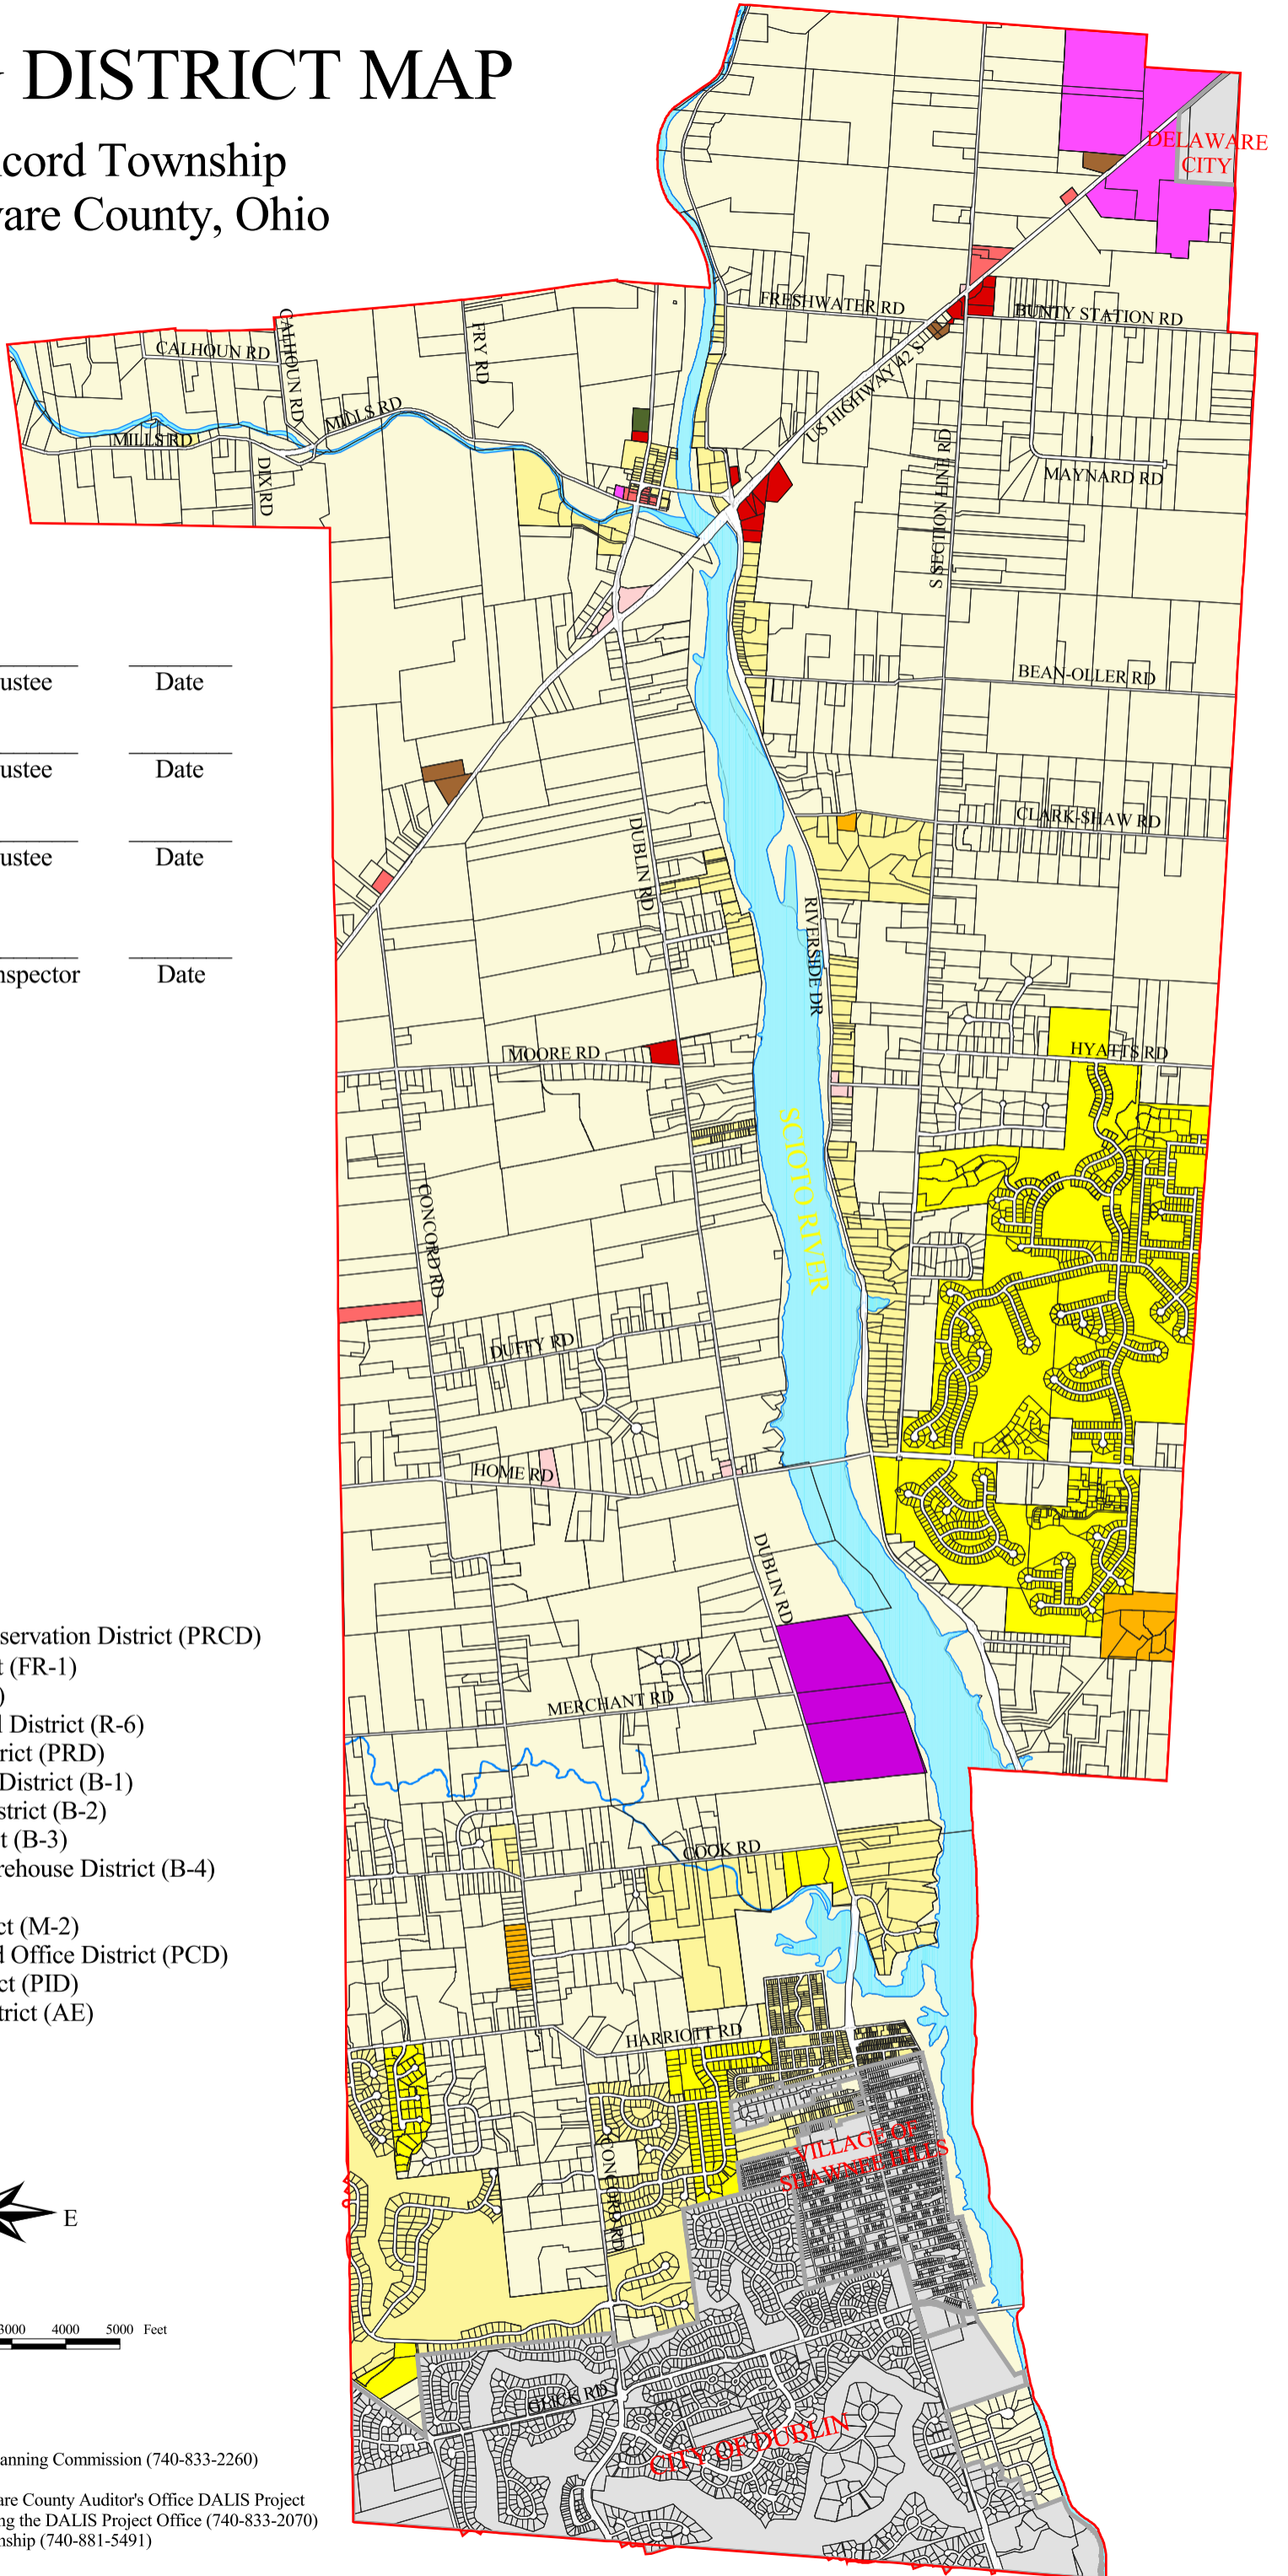 DISTRICT MAP
cord Township
are County, Ohio
DELAWARE
CITY
FRESHWATER RD
BUNTY STATION RD
CALHOUN RD
CALHOUN RD
FRY RD
MILLS RD
US HIGHWAY 42 S
MILLS RD
DIX RD
S SECTION LINE RD
MAYNARD RD
ustee
Date
BEAN-OLLER RD
ustee
Date
CLARK-SHAW RD
DUBLIN RD
ustee
Date
RIVERSIDE DR
nspector
Date
MOORE RD
HYATTS RD
SCIOTO RIVER
CONCORD RD
DUFFY RD
HOME RD
DUBLIN RD
servation District (PRCD)
t (FR-1)
)
l District (R-6)
rict (PRD)
District (B-1)
strict (B-2)
t (B-3)
rehouse District (B-4)
ct (M-2)
d Office District (PCD)
ct (PID)
trict (AE)
MERCHANT RD
COOK RD
HARRIOTT RD
VILLAGE OF
SHAWNEE HILLS
CONCORD RD
E
3000 4000 5000 Feet
GLICK RD
CITY OF DUBLIN
anning Commission (740-833-2260)
are County Auditor's Office DALIS Project
ng the DALIS Project Office (740-833-2070)
nship (740-881-5491)